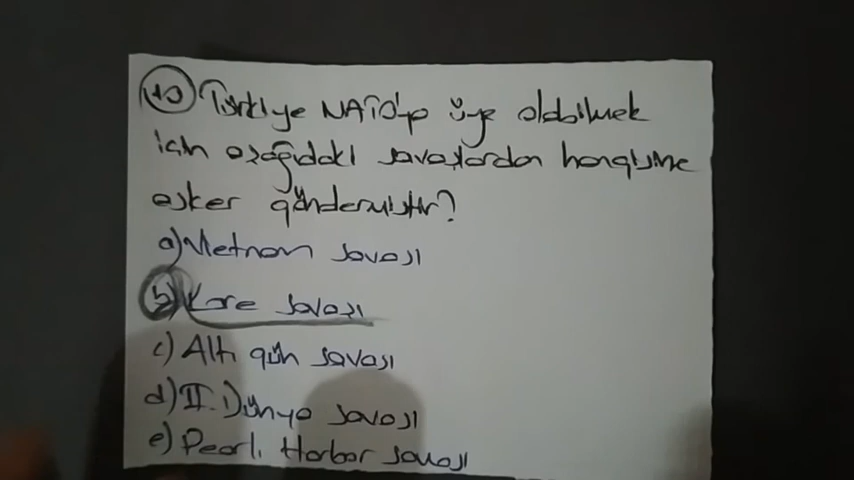 10) Türkiye NATO'ya üye olabilmek
için aşağıdaki savaşlardan hangisine
asker göndermiştir?
a) Vietnam savaşı
b) Kore savaşı
c) Altı gün savaşı
d) II. Dünya savaşı
e) Pearl Harbor savaşı